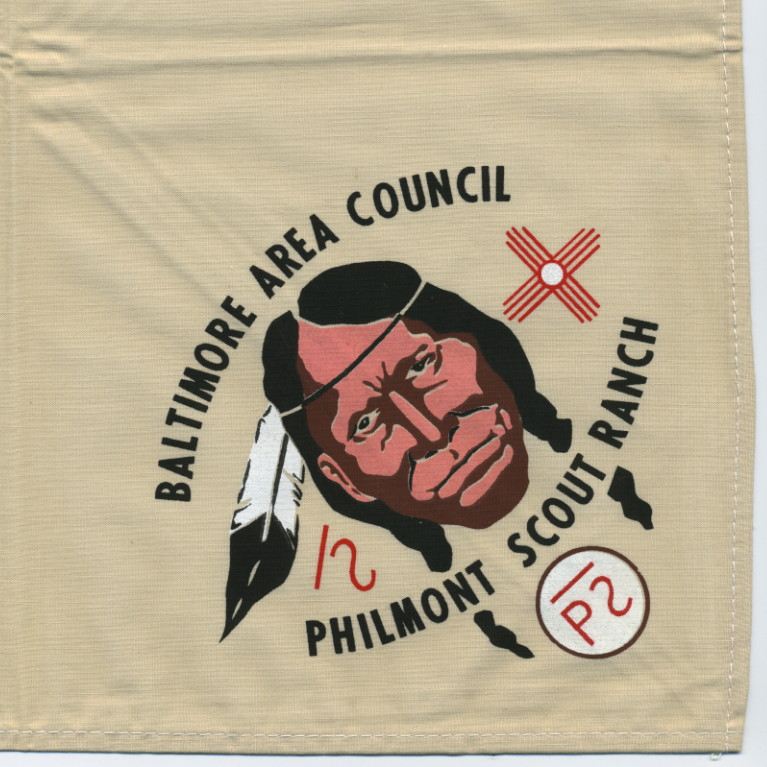 BALTIMORE AREA COUNCIL
PHILMONT SCOUT RANCH